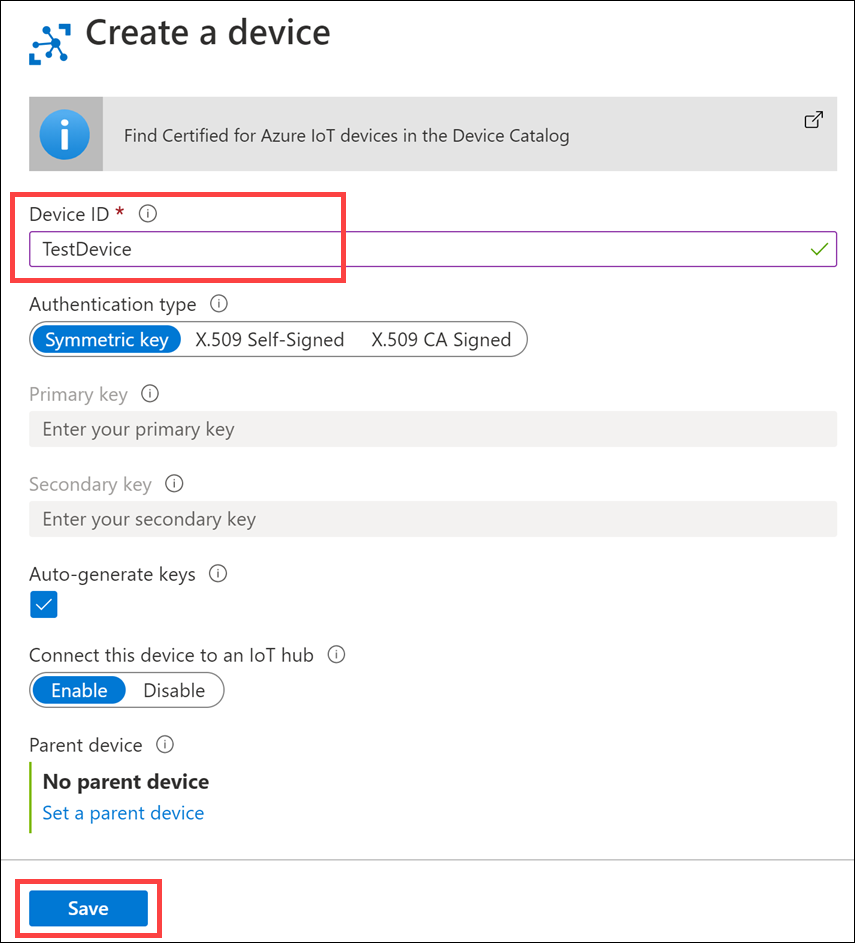 Create a device
Find Certified for Azure IoT devices in the Device Catalog
Device ID *
TestDevice
Authentication type
Symmetric key X.509 Self-Signed X.509 CA Signed
Primary key
Enter your primary key
Secondary key
Enter your secondary key
Auto-generate keys
Connect this device to an IoT hub
Enable Disable
Parent device
No parent device
Set a parent device
Save